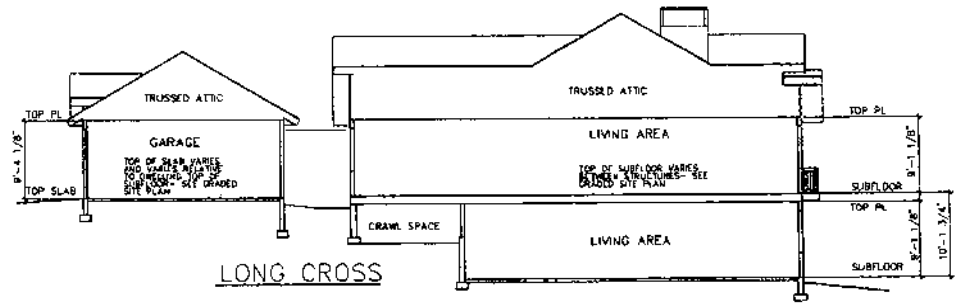 TRUSSED ATTIC
TOP PL
9'-4 1/8"
GARAGE
TOP OF SLAB VARIES
AND VARIES RELATIVE
TO DWELLING TOP OF
SUBFLOOR- SEE GRADED
SITE PLAN
TOP SLAB
TRUSSED ATTIC
TOP PL
LIVING AREA
9'-1 1/8"
TOP OF SUBFLOOR VARIES
BETWEEN STRUCTURES- SEE
GRADED SITE PLAN
SUBFLOOR
TOP PL
CRAWL SPACE
LIVING AREA
9'-1 1/8"
10'-1 3/4"
SUBFLOOR
LONG CROSS